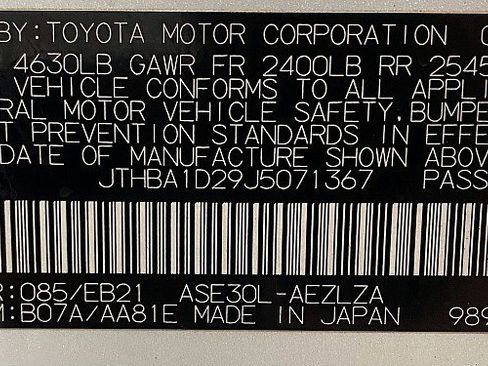 BY:TOYOTA MOTOR CORPORATION
4630LB GAWR FR 2400LB RR 2545
VEHICLE CONFORMS TO ALL APPLI
RAL MOTOR VEHICLE SAFETY, BUMPE
T PREVENTION STANDARDS IN EFFE
DATE OF MANUFACTURE SHOWN ABOV
JTHBA1D29J5071367 PASS
R:085/EB21 ASE30L-AEZLZA
M:B07A/AA81E MADE IN JAPAN 989